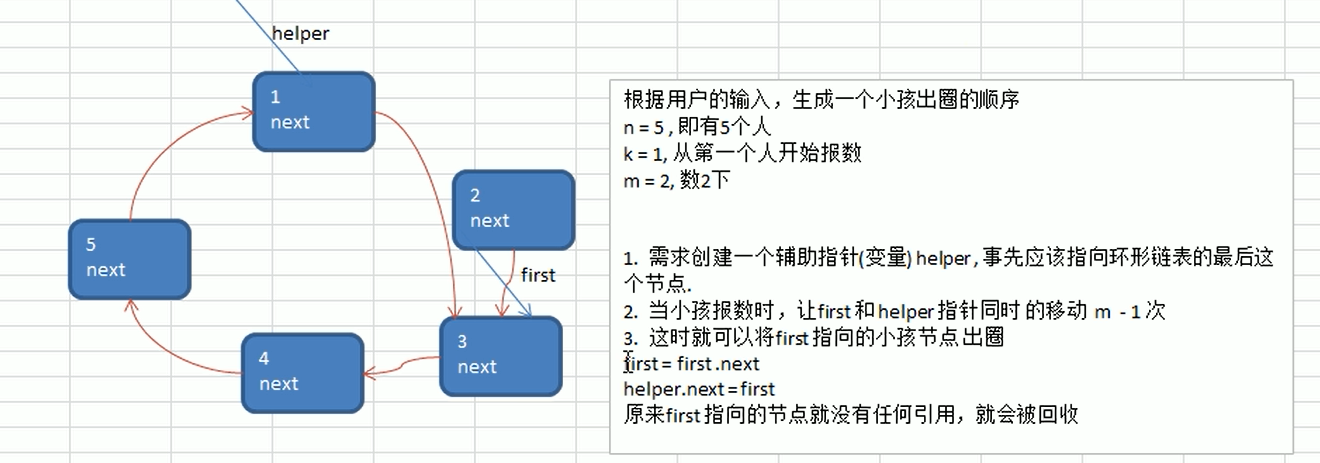 helper
1
next
2
next
first
5
next
3
next
4
next
根据用户的输入，生成一个小孩出圈的顺序
n = 5 , 即有5个人
k = 1, 从第一个人开始报数
m = 2, 数2下
1. 需求创建一个辅助指针(变量) helper , 事先应该指向环形链表的最后这
个节点.
2. 当小孩报数时，让first 和 helper 指针同时 的移动 m - 1 次
3. 这时就可以将first 指向的小孩节点 出圈
first = first .next
helper.next = first
原来first 指向的节点就没有任何引用，就会被回收